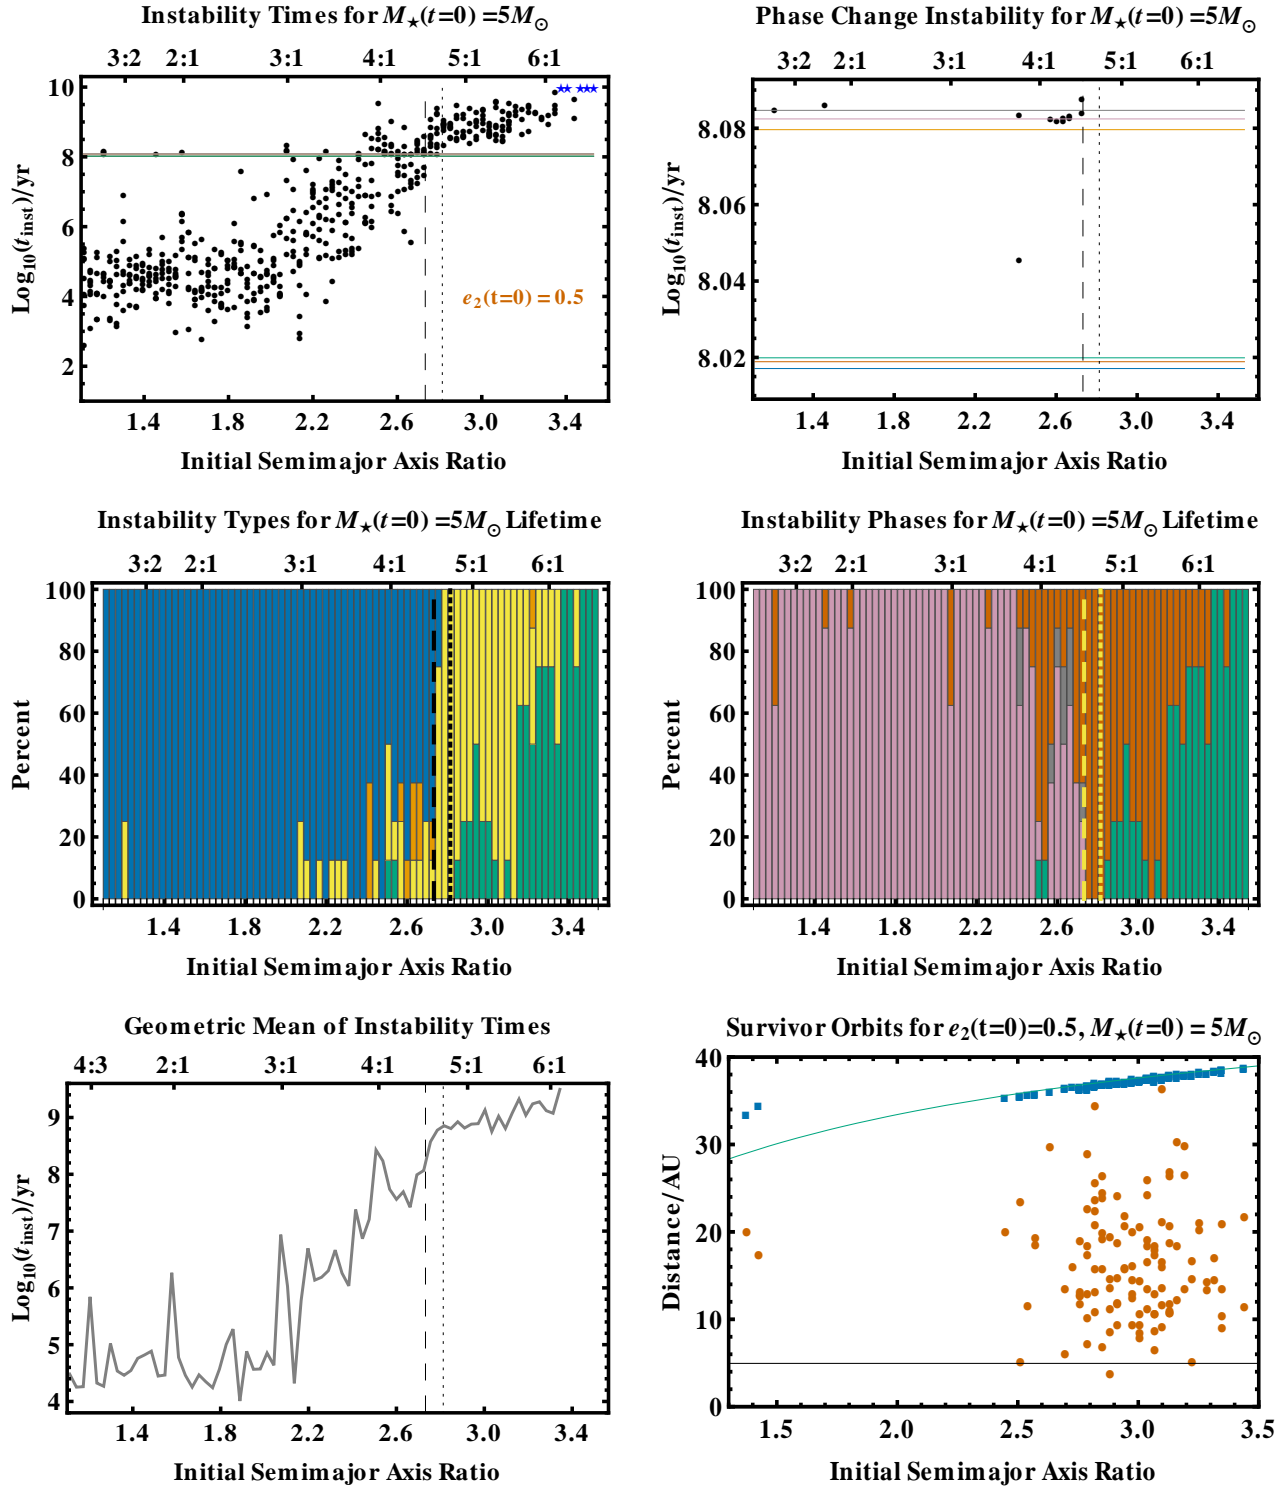 Instability Times for M★(t=0) =5M⊙
3:2 2:1 3:1 4:1 5:1 6:1
10
8
6
4
2
Log10(tinst)/yr
e2(t=0) = 0.5
1.4 1.8 2.2 2.6 3.0 3.4
Initial Semimajor Axis Ratio
Phase Change Instability for M★(t=0) =5M⊙
3:2 2:1 3:1 4:1 5:1 6:1
8.08
8.06
8.04
8.02
Log10(tinst)/yr
1.4 1.8 2.2 2.6 3.0 3.4
Initial Semimajor Axis Ratio
Instability Types for M★(t=0) =5M⊙ Lifetime
3:2 2:1 3:1 4:1 5:1 6:1
100
80
60
40
20
0
Percent
1.4 1.8 2.2 2.6 3.0 3.4
Initial Semimajor Axis Ratio
Instability Phases for M★(t=0) =5M⊙ Lifetime
3:2 2:1 3:1 4:1 5:1 6:1
100
80
60
40
20
0
Percent
1.4 1.8 2.2 2.6 3.0 3.4
Initial Semimajor Axis Ratio
Geometric Mean of Instability Times
4:3 2:1 3:1 4:1 5:1 6:1
9
8
7
6
5
4
Log10(tinst)/yr
1.4 1.8 2.2 2.6 3.0 3.4
Initial Semimajor Axis Ratio
Survivor Orbits for e2(t=0)=0.5, M★(t=0) = 5M⊙
40
30
20
10
0
Distance/AU
1.5 2.0 2.5 3.0 3.5
Initial Semimajor Axis Ratio